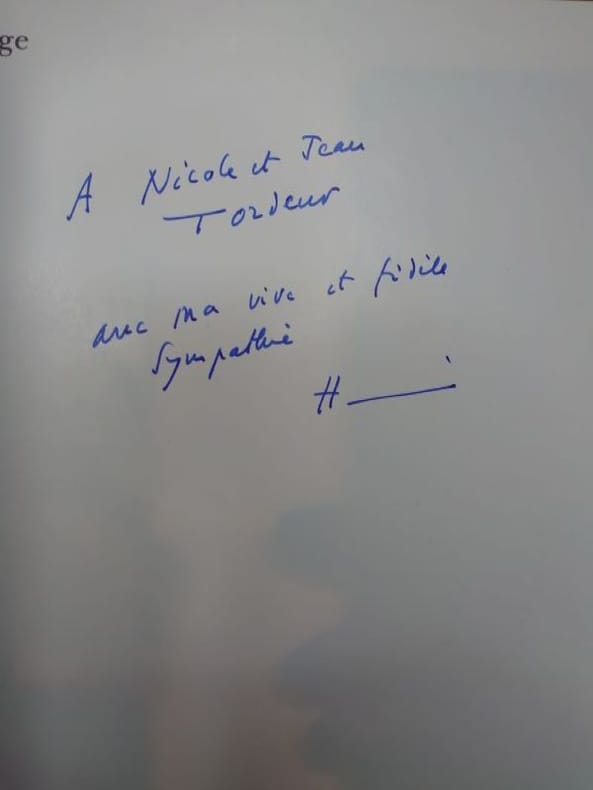 ge
A Nicole et Jean
Tordeur
avec ma vive et fidèle
Sympathie
H